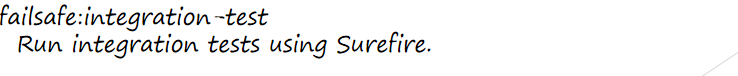 failsafe:integration-test
Run integration tests using Surefire.